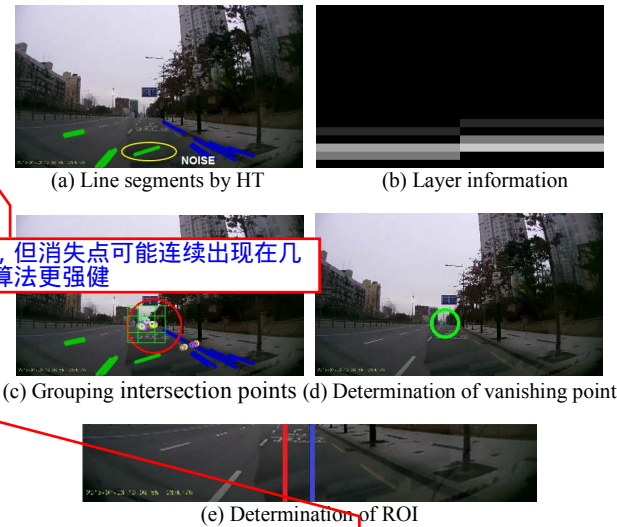 NOISE
(a) Line segments by HT
(b) Layer information
, 但消失点可能连续出现在几
算法更强健
(c) Grouping intersection points (d) Determination of vanishing point
(e) Determination of ROI